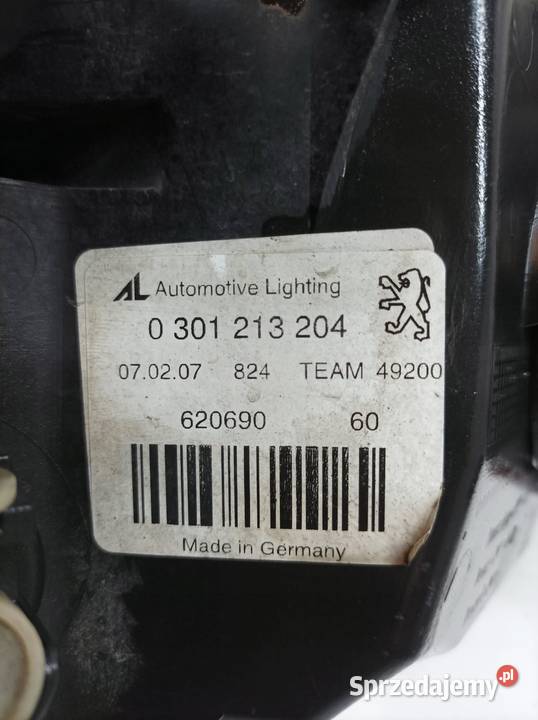 AL Automotive Lighting
0 301 213 204
07.02.07 824 TEAM 49200
620690 60
Made in Germany
Sprzedajemy.pl